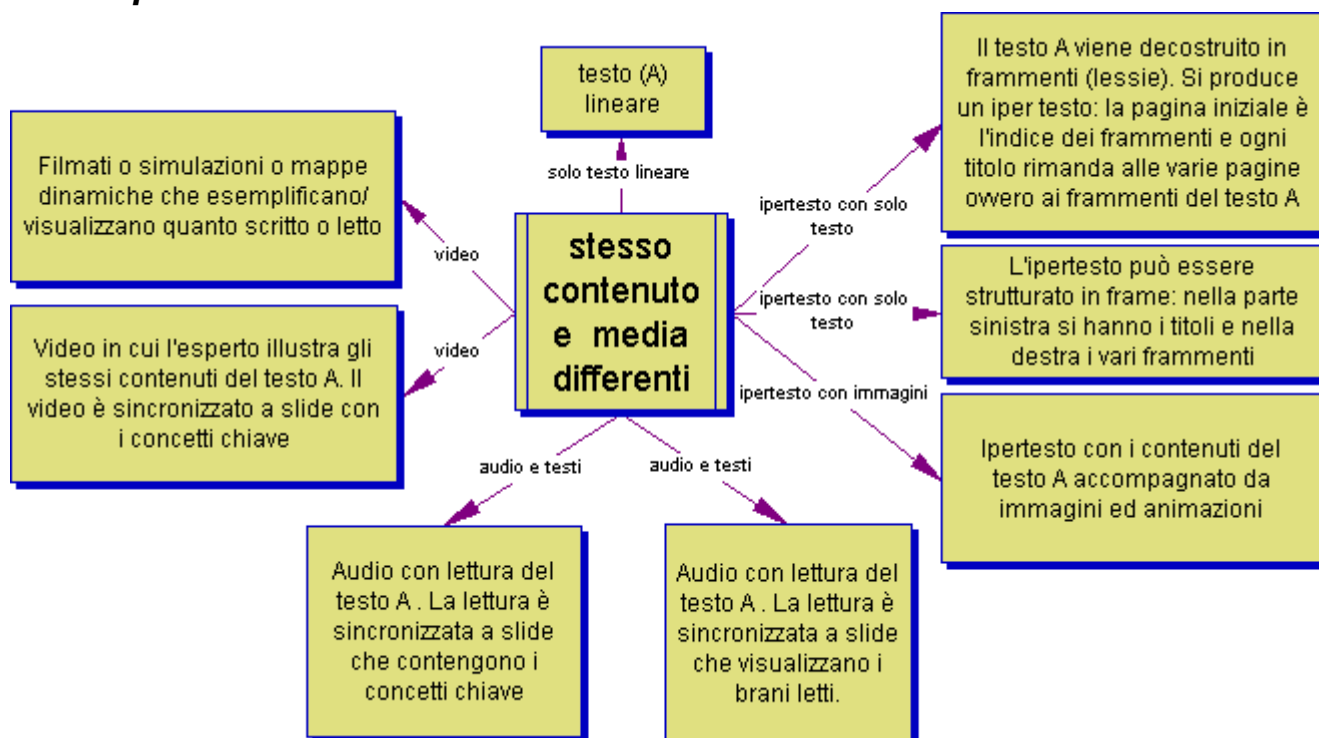 testo (A)
lineare
solo testo lineare
Filmati o simulazioni o mappe
dinamiche che esemplificano/
visualizzano quanto scritto o letto
video
Video in cui l'esperto illustra gli
stessi contenuti del testo A. Il
video è sincronizzato a slide con
i concetti chiave
video
stesso
contenuto
e media
differenti
ipertesto con solo
testo
Il testo A viene decostruito in
frammenti (lessie). Si produce
un iper testo: la pagina iniziale è
l'indice dei frammenti e ogni
titolo rimanda alle varie pagine
ovvero ai frammenti del testo A
ipertesto con solo
testo
L'ipertesto può essere
strutturato in frame: nella parte
sinistra si hanno i titoli e nella
destra i vari frammenti
ipertesto con immagini
Ipertesto con i contenuti del
testo A accompagnato da
immagini ed animazioni
audio e testi
Audio con lettura del
testo A . La lettura è
sincronizzata a slide
che contengono i
concetti chiave
audio e testi
Audio con lettura del
testo A . La lettura è
sincronizzata a slide
che visualizzano i
brani letti.